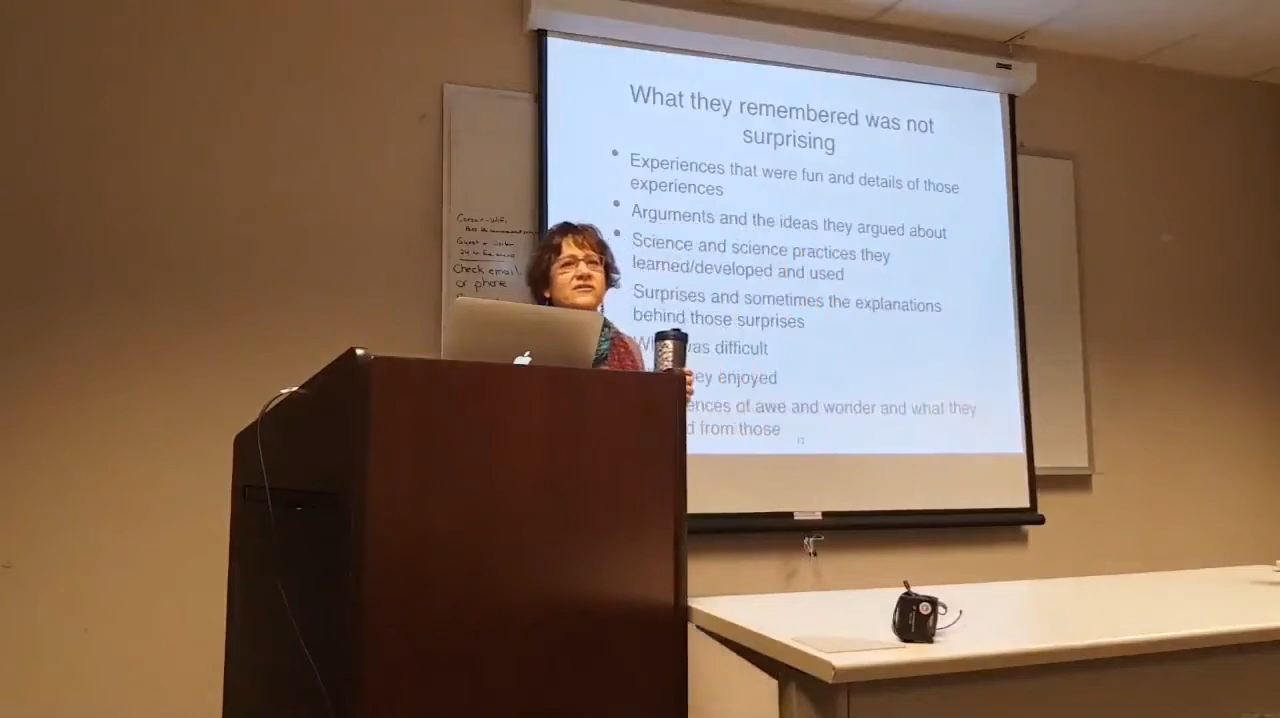 What they remembered was not
surprising
• Experiences that were fun and details of those
experiences
• Arguments and the ideas they argued about
• Science and science practices they
learned/developed and used
Surprises and sometimes the explanations
behind those surprises
was difficult
ey enjoyed
ences of awe and wonder and what they
d from those
Check email
or phone